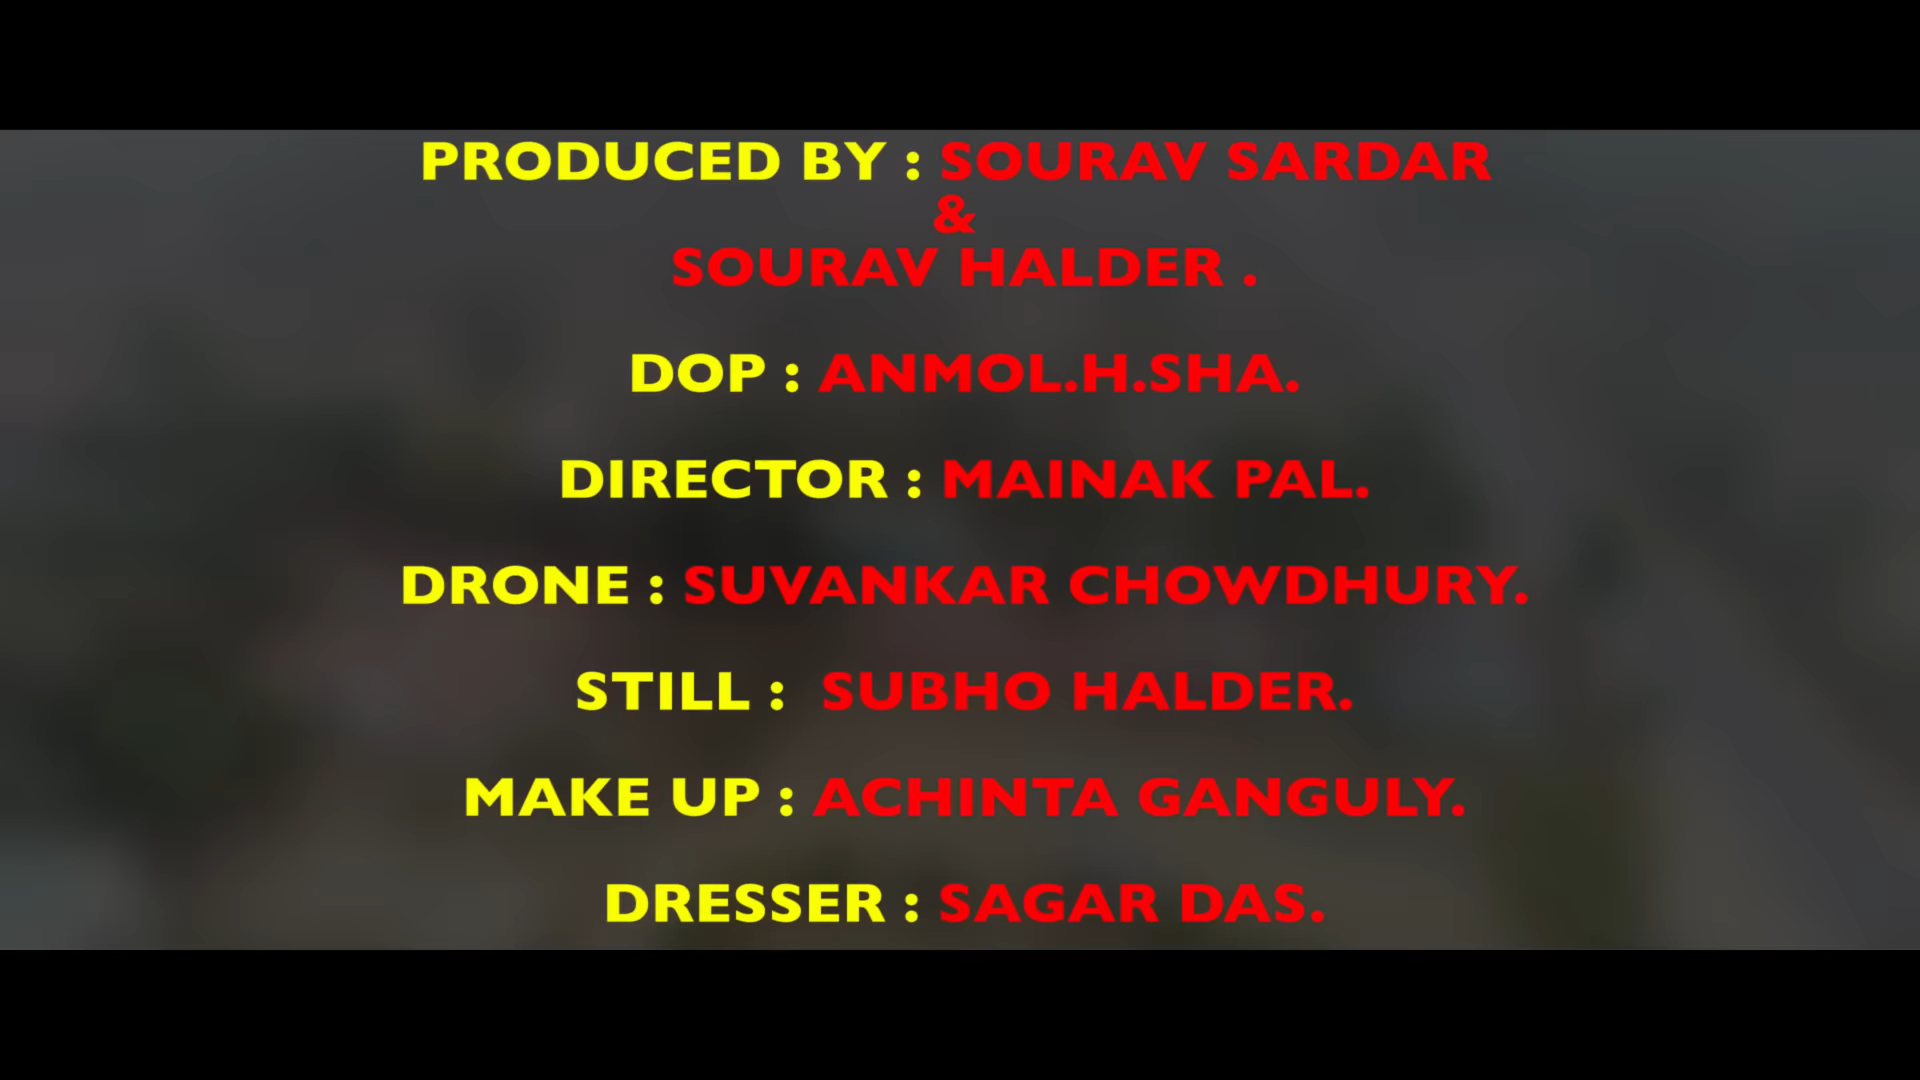 PRODUCED BY : SOURAV SARDAR
&
SOURAV HALDER .
DOP : ANMOL.H.SHA.
DIRECTOR : MAINAK PAL.
DRONE : SUVANKAR CHOWDHURY.
STILL : SUBHO HALDER.
MAKE UP : ACHINTA GANGULY.
DRESSER : SAGAR DAS.